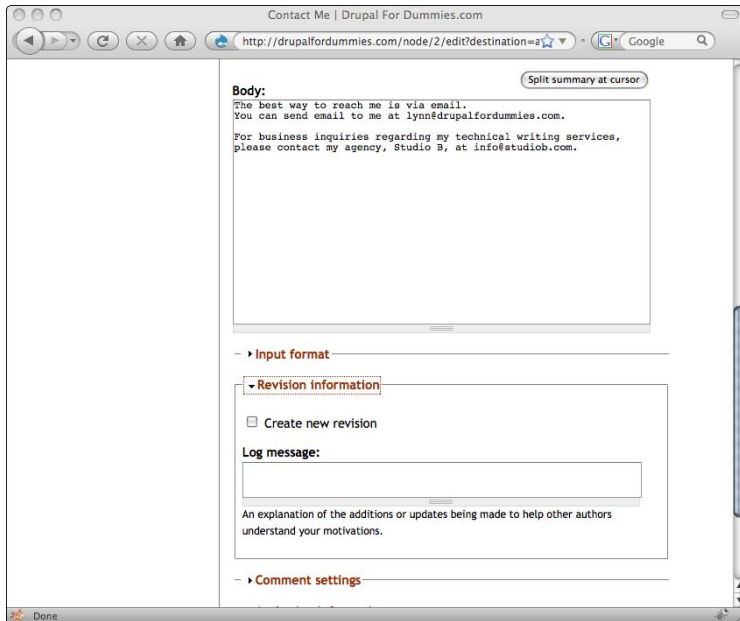 Contact Me | Drupal For Dummies.com
http://drupalfordummies.com/node/2/edit?destination=a
Google
Split summary at cursor
Body:
The best way to reach me is via email.
You can send email to me at lynn@drupalfordummies.com.
For business inquiries regarding my technical writing services,
please contact my agency, Studio B, at info@studiob.com.
Input format
Revision information
Create new revision
Log message:
An explanation of the additions or updates being made to help other authors
understand your motivations.
Comment settings
Done